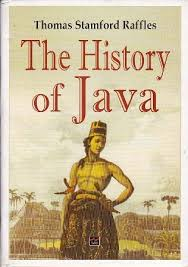 Thomas Stamford Raffles
The History
of Java